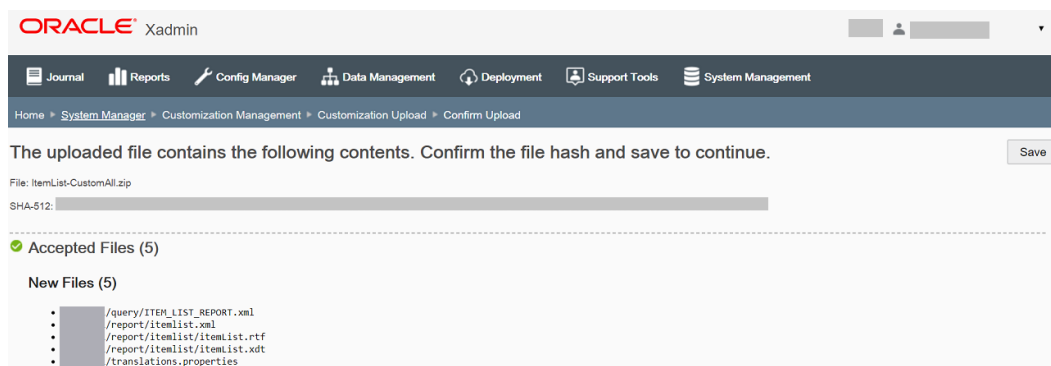 ORACLE® Xadmin
Journal Reports Config Manager Data Management Deployment Support Tools System Management
Home System Manager Customization Management Customization Upload Confirm Upload
The uploaded file contains the following contents. Confirm the file hash and save to continue. Save
File: ItemList-CustomAll.zip
SHA-512:
Accepted Files (5)
New Files (5)
• /query/ITEM_LIST_REPORT.xml
• /report/itemlist.xml
• /report/itemlist/itemList.rtf
• /report/itemlist/itemList.xdt
• /translations.properties